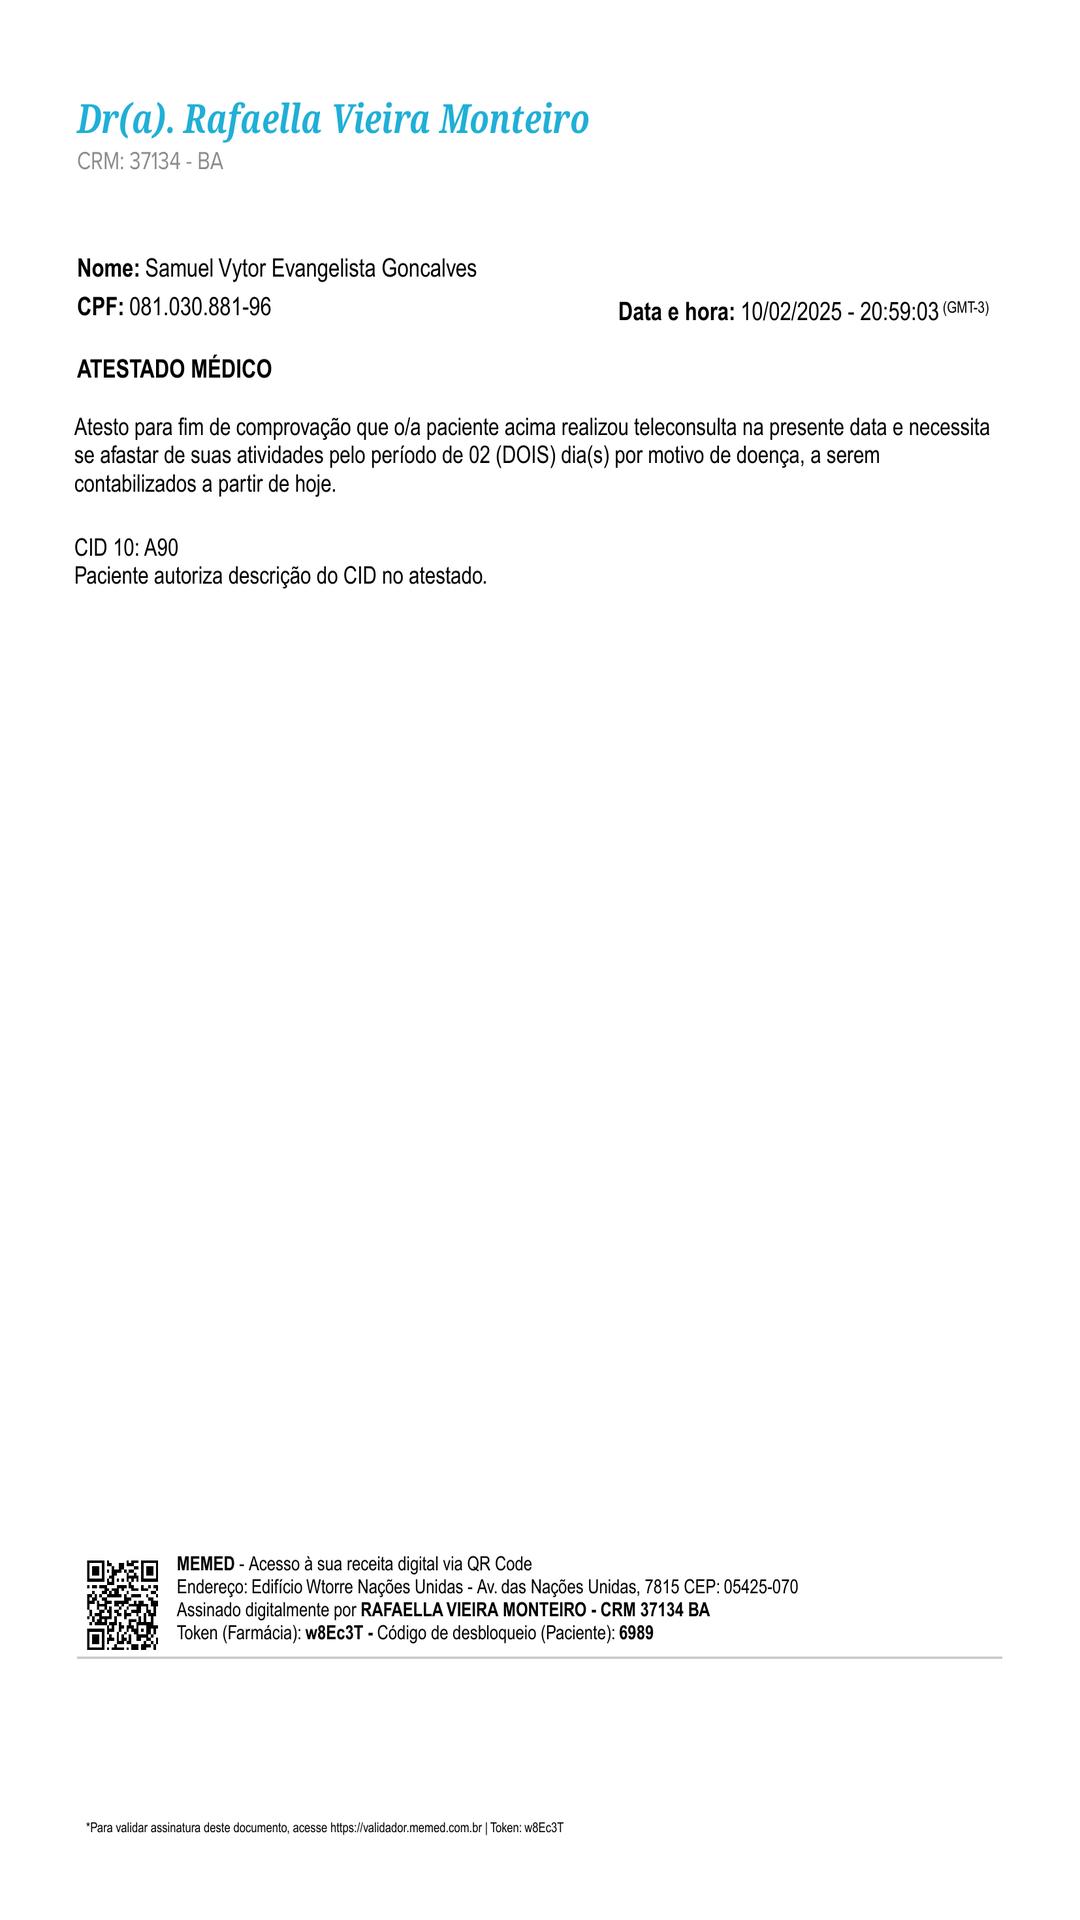 Dr(a). Rafaella Vieira Monteiro
CRM: 37134 - BA
Nome: Samuel Vytor Evangelista Goncalves
CPF: 081.030.881-96
Data e hora: 10/02/2025 - 20:59:03 (GMT-3)
ATESTADO MÉDICO
Atesto para fim de comprovação que o/a paciente acima realizou teleconsulta na presente data e necessita
se afastar de suas atividades pelo período de 02 (DOIS) dia(s) por motivo de doença, a serem
contabilizados a partir de hoje.
CID 10: A90
Paciente autoriza descrição do CID no atestado.
MEMED - Acesso à sua receita digital via QR Code
Endereço: Edifício Wtorre Nações Unidas - Av. das Nações Unidas, 7815 CEP: 05425-070
Assinado digitalmente por RAFAELLA VIEIRA MONTEIRO - CRM 37134 BA
Token (Farmácia): w8Ec3T - Código de desbloqueio (Paciente): 6989
*Para validar assinatura deste documento, acesse https://validador.memed.com.br | Token: w8Ec3T